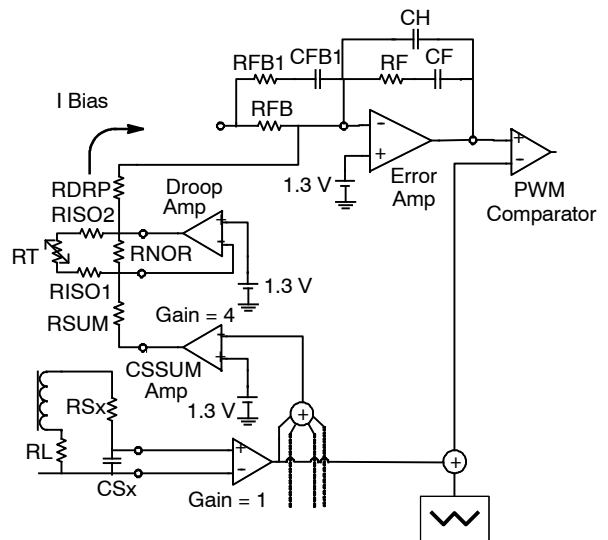 CH
RFB1 CFB1 RF CF
I Bias
RFB
−
+
+
−
1.3 V
Error
Amp
PWM
Comparator
RDRP
Droop
Amp
RISO2
+
+
RT
RNOR
RISO1
1.3 V
RSUM
Gain = 4
+
+
CSSUM
Amp
1.3 V
RSx
+
RL
+
−
+
CSx
Gain = 1